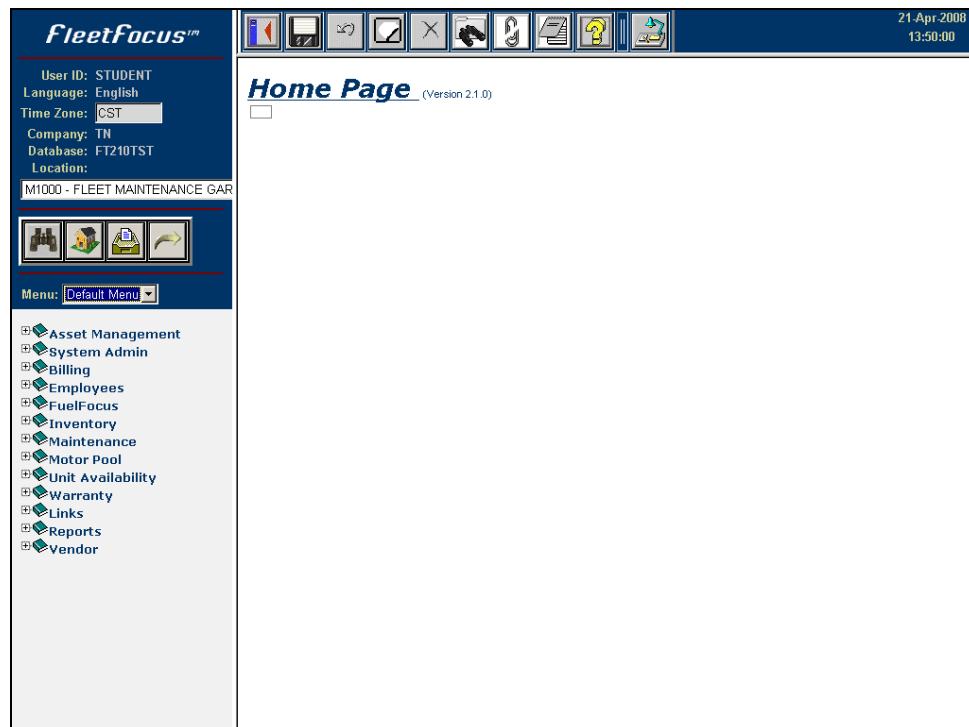 FleetFocus™
21-Apr-2008
13:50:00
User ID: STUDENT
Language: English
Time Zone: CST
Company: TN
Database: FT210TST
Location:
M1000 - FLEET MAINTENANCE GAR
Menu: Default Menu
Home Page (Version 2.1.0)
Asset Management
System Admin
Billing
Employees
FuelFocus
Inventory
Maintenance
Motor Pool
Unit Availability
Warranty
Links
Reports
Vendor